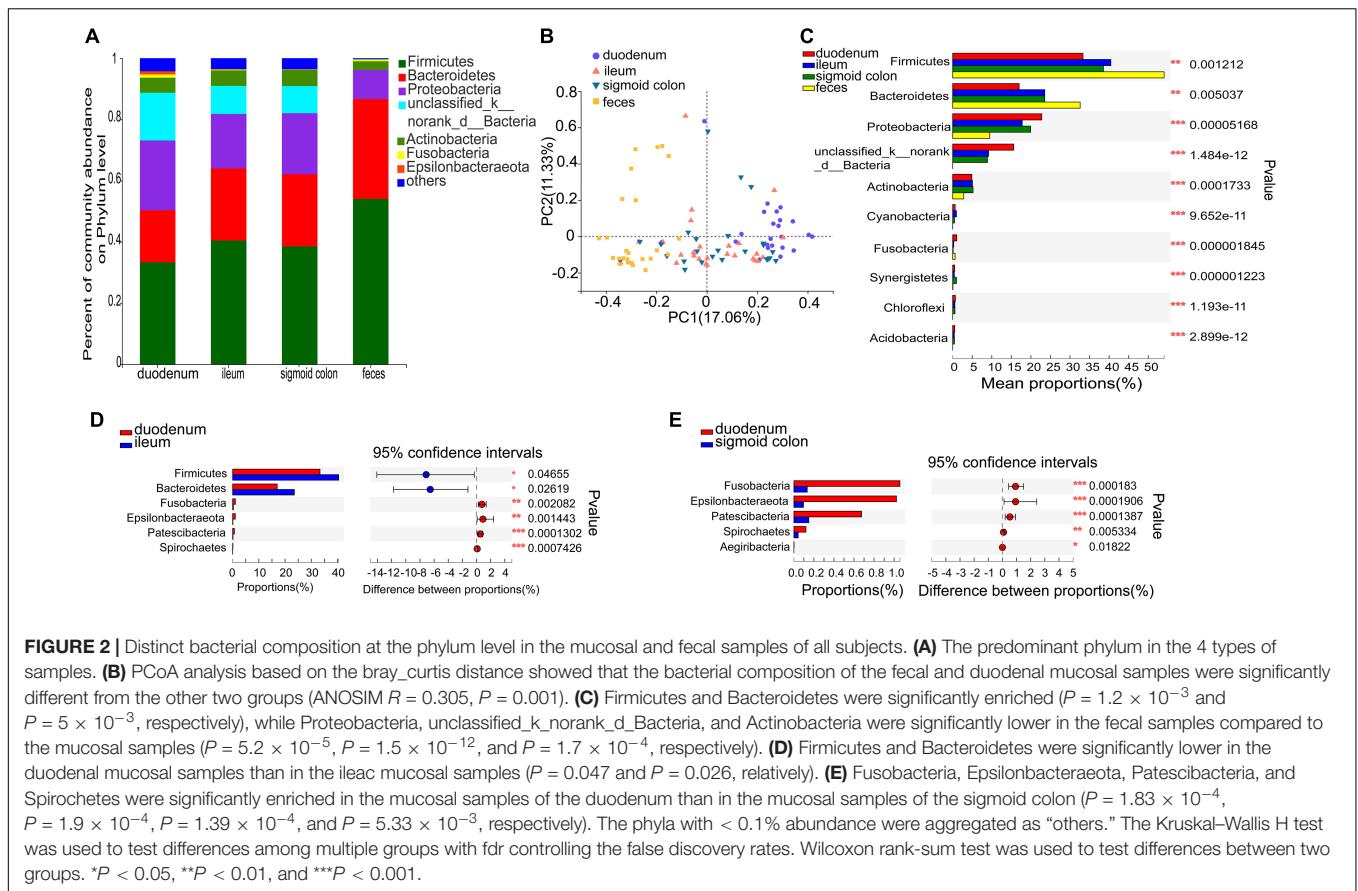 A
Percent of community abundance
on Phylum level
1
0.8
0.6
0.4
0.2
0
duodenum
ileum
sigmoid colon
feces
Firmicutes
Bacteroidetes
Proteobacteria
unclassified_k__
norank_d__Bacteria
Actinobacteria
Fusobacteria
Epsilonbacteraeota
others
B
duodenum
ileum
sigmoid colon
feces
PC2(11.33%)
0.8
0.6
0.4
0.2
0
-0.2
-0.4 -0.2 0 0.2 0.4
PC1(17.06%)
C
duodenum
ileum
sigmoid colon
feces
Firmicutes ** 0.001212
Bacteroidetes ** 0.005037
Proteobacteria *** 0.00005168
unclassified_k__norank
_d__Bacteria *** 1.484e-12
Actinobacteria *** 0.0001733
Cyanobacteria *** 9.652e-11
Fusobacteria *** 0.000001845
Synergistetes *** 0.000001223
Chloroflexi *** 1.193e-11
Acidobacteria *** 2.899e-12
Pvalue
0 5 10 15 20 25 30 35 40 45 50
Mean proportions(%)
D
duodenum
ileum
95% confidence intervals
Firmicutes * 0.04655
Bacteroidetes * 0.02619
Fusobacteria ** 0.002082
Epsilonbacteraeota ** 0.001443
Patescibacteria *** 0.0001302
Spirochaetes *** 0.0007426
Pvalue
0 10 20 30 40
Proportions(%)
-14-12-10-8 -6 -4 -2 0 2 4
Difference between proportions(%)
E
duodenum
sigmoid colon
95% confidence intervals
Fusobacteria *** 0.000183
Epsilonbacteraeota *** 0.0001906
Patescibacteria *** 0.0001387
Spirochaetes ** 0.005334
Aegiribacteria * 0.01822
Pvalue
0.0 0.2 0.4 0.6 0.8 1.0
Proportions(%)
-5 -4 -3 -2 -1 0 1 2 3 4 5
Difference between proportions(%)
FIGURE 2 | Distinct bacterial composition at the phylum level in the mucosal and fecal samples of all subjects. (A) The predominant phylum in the 4 types of
samples. (B) PCoA analysis based on the bray_curtis distance showed that the bacterial composition of the fecal and duodenal mucosal samples were significantly
different from the other two groups (ANOSIM R = 0.305, P = 0.001). (C) Firmicutes and Bacteroidetes were significantly enriched (P = 1.2 × 10⁻³ and
P = 5 × 10⁻³, respectively), while Proteobacteria, unclassified_k_norank_d_Bacteria, and Actinobacteria were significantly lower in the fecal samples compared to
the mucosal samples (P = 5.2 × 10⁻⁵, P = 1.5 × 10⁻¹², and P = 1.7 × 10⁻⁴, respectively). (D) Firmicutes and Bacteroidetes were significantly lower in the
duodenal mucosal samples than in the ileac mucosal samples (P = 0.047 and P = 0.026, relatively). (E) Fusobacteria, Epsilonbacteraeota, Patescibacteria, and
Spirochetes were significantly enriched in the mucosal samples of the duodenum than in the mucosal samples of the sigmoid colon (P = 1.83 × 10⁻⁴,
P = 1.9 × 10⁻⁴, P = 1.39 × 10⁻⁴, and P = 5.33 × 10⁻³, respectively). The phyla with < 0.1% abundance were aggregated as “others.” The Kruskal–Wallis H test
was used to test differences among multiple groups with fdr controlling the false discovery rates. Wilcoxon rank-sum test was used to test differences between two
groups. *P < 0.05, **P < 0.01, and ***P < 0.001.